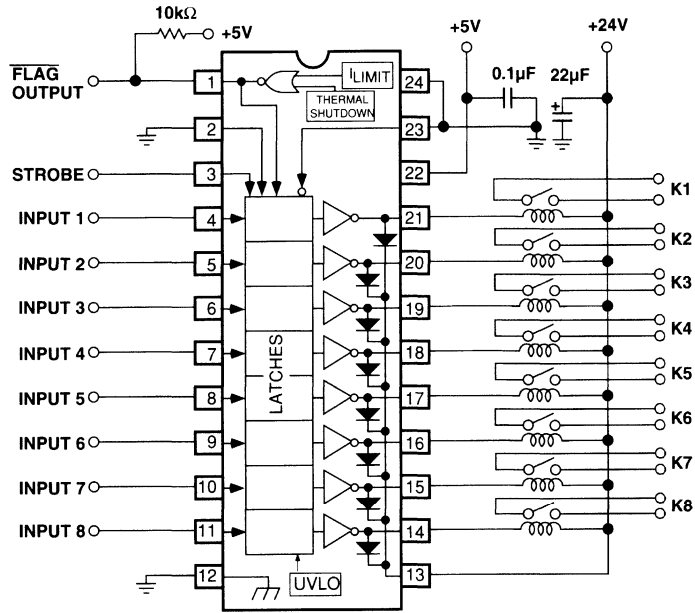 10kΩ
+5V
+5V
+24V
FLAG
OUTPUT
1
ILIMIT
THERMAL
SHUTDOWN
24
0.1µF
22µF
+
2
23
STROBE
3
22
INPUT 1
4
21
K1
INPUT 2
5
20
K2
INPUT 3
6
19
K3
INPUT 4
7
18
K4
LATCHES
INPUT 5
8
17
K5
INPUT 6
9
16
K6
INPUT 7
10
15
K7
INPUT 8
11
14
K8
12
UVLO
13